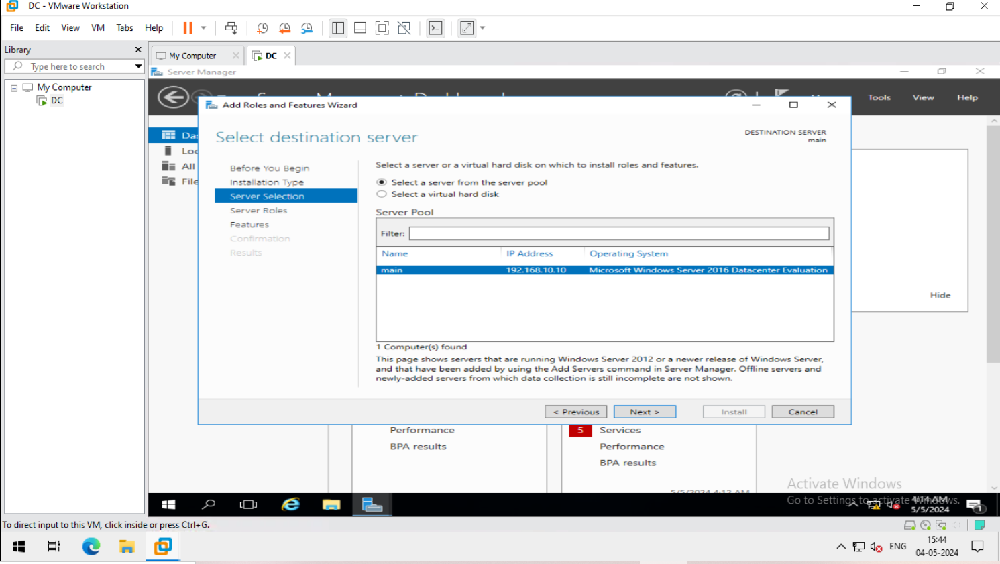 DC - VMware Workstation
File Edit View VM Tabs Help
Library
Type here to search
My Computer
DC
My Computer
DC
Server Manager
Tools View Help
Add Roles and Features Wizard
Select destination server
DESTINATION SERVER
main
Before You Begin
Installation Type
Server Selection
Server Roles
Features
Confirmation
Results
Select a server or a virtual hard disk on which to install roles and features.
Select a server from the server pool
Select a virtual hard disk
Server Pool
Filter:
Name IP Address Operating System
main 192.168.10.10 Microsoft Windows Server 2016 Datacenter Evaluation
1 Computer(s) found
This page shows servers that are running Windows Server 2012 or a newer release of Windows Server,
and that have been added by using the Add Servers command in Server Manager. Offline servers and
newly-added servers from which data collection is still incomplete are not shown.
< Previous Next > Install Cancel
Das
Loc
All
File
Hide
Performance
BPA results
5 Services
Performance
BPA results
5/5/2024 4:12 AM
Activate Windows
Go to Settings to activate Windows.
4:14 AM
5/5/2024
1
To direct input to this VM, click inside or press Ctrl+G.
ENG
15:44
04-05-2024